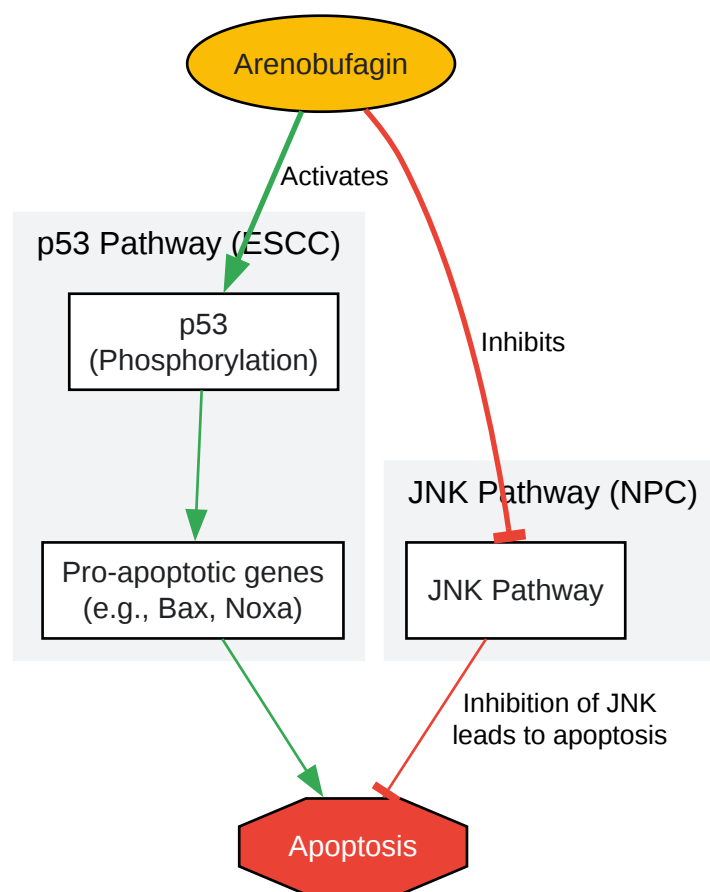 Arenobufagin
Activates
p53 Pathway (ESCC)
p53
(Phosphorylation)
Inhibits
JNK Pathway (NPC)
Pro-apoptotic genes
(e.g., Bax, Noxa)
JNK Pathway
Inhibition of JNK
leads to apoptosis
Apoptosis